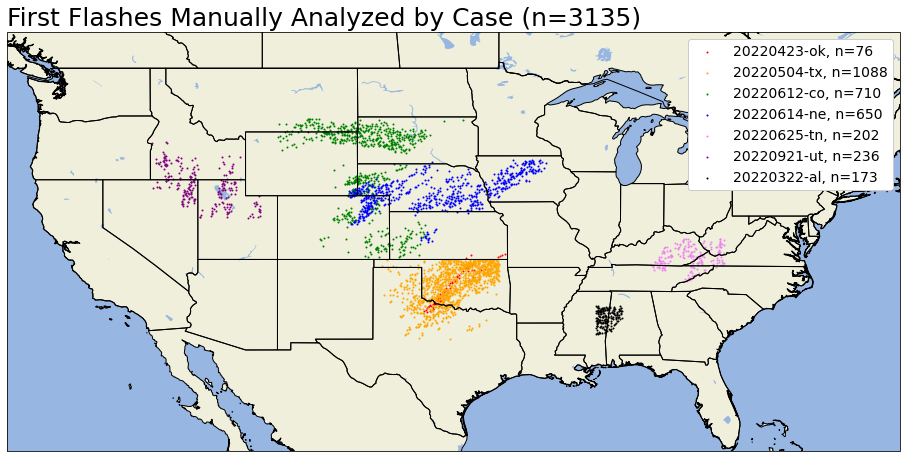 First Flashes Manually Analyzed by Case (n=3135)
20220423-ok, n=76
20220504-tx, n=1088
20220612-co, n=710
20220614-ne, n=650
20220625-tn, n=202
20220921-ut, n=236
20220322-al, n=173